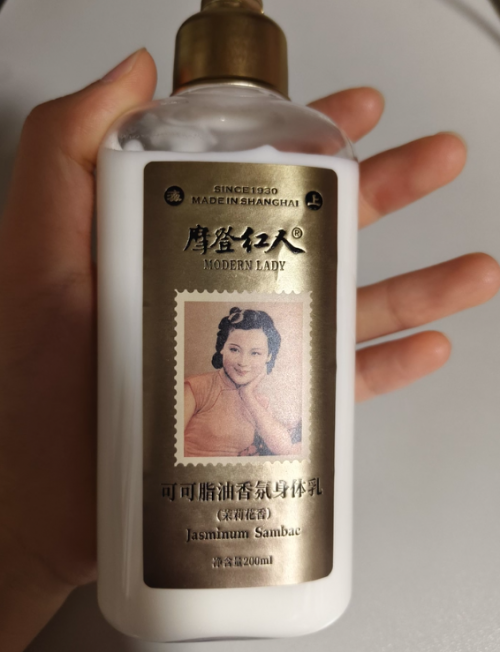 SINCE1930
海 MADE IN SHANGHAI 上
摩登红人®
MODERN LADY
可可脂油香氛身体乳
(茉莉花香)
Jasminum Sambac
净含量200ml